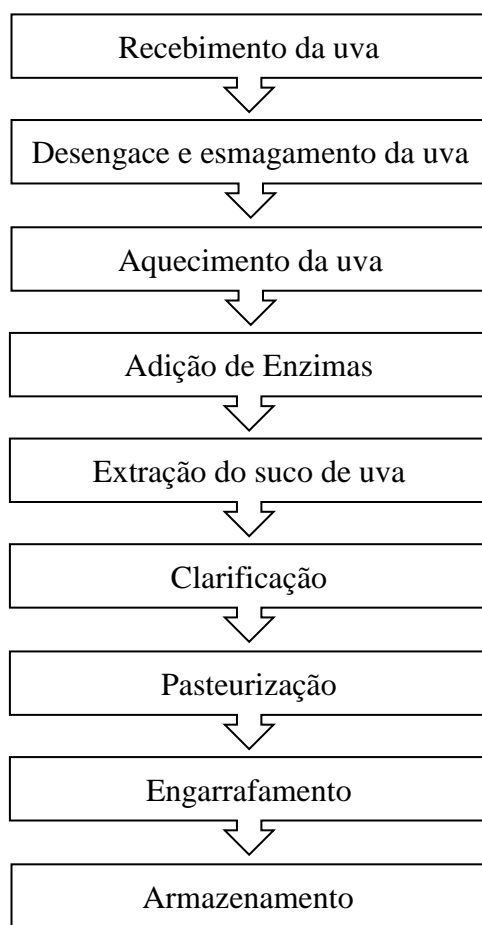 Recebimento da uva
Desengace e esmagamento da uva
Aquecimento da uva
Adição de Enzimas
Extração do suco de uva
Clarificação
Pasteurização
Engarrafamento
Armazenamento